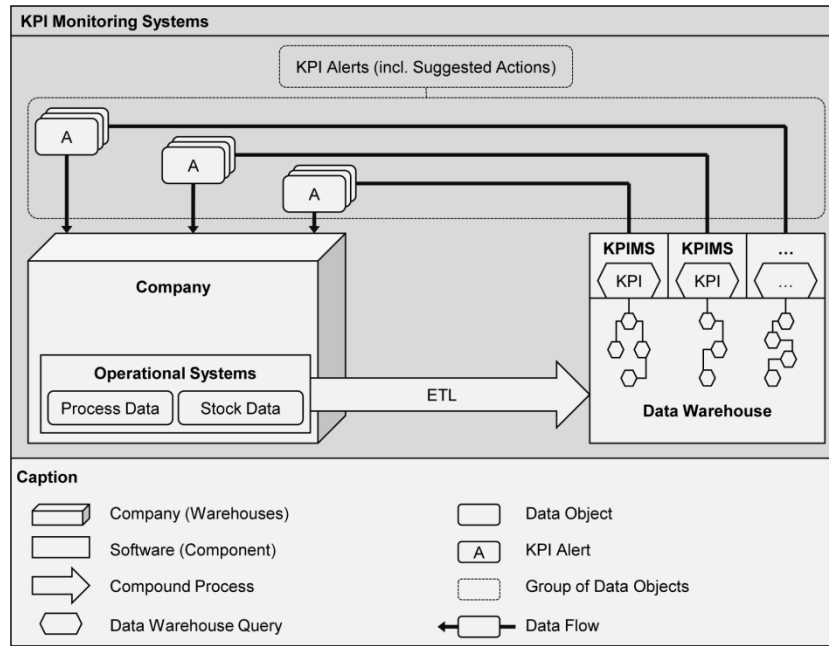 KPI Monitoring Systems
KPI Alerts (incl. Suggested Actions)
A
A
A
KPIMS KPIMS ...
KPI KPI ...
Company
Operational Systems
Process Data Stock Data
ETL
Data Warehouse
Caption
Company (Warehouses)
Software (Component)
Compound Process
Data Warehouse Query
Data Object
A KPI Alert
Group of Data Objects
Data Flow